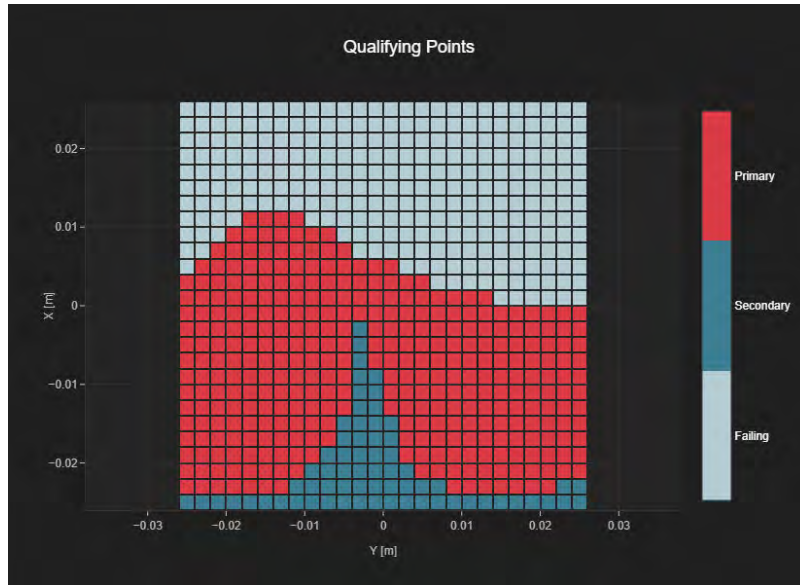 Qualifying Points
Primary
Secondary
Failing
0.02
0.01
0
−0.01
−0.02
X [m]
−0.03
−0.02
−0.01
0
0.01
0.02
0.03
Y [m]